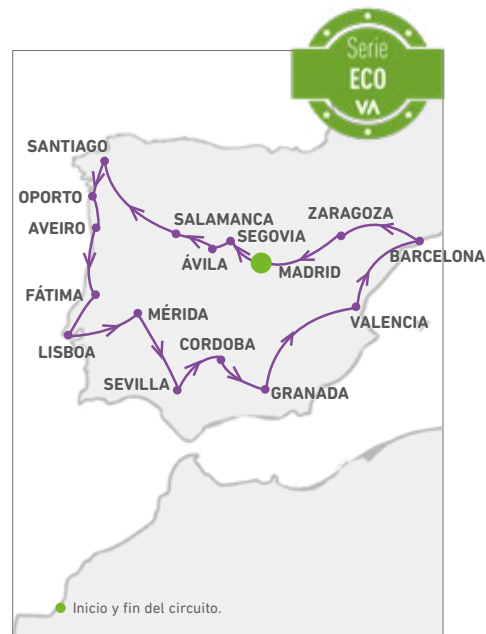 Serie
ECO
VA
SANTIAGO
OPORTO
AVEIRO
SALAMANCA
SEGOVIA
ZARAGOZA
BARCELONA
ÁVILA
MADRID
FÁTIMA
MÉRIDA
VALENCIA
LISBOA
CORDOBA
SEVILLA
GRANADA
Inicio y fin del circuito.